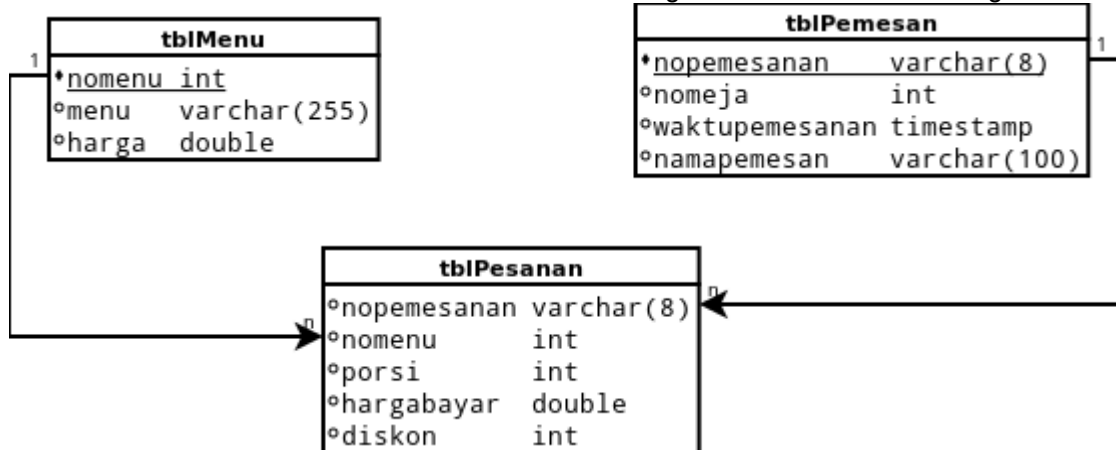 tblMenu
1
nomenu int
menu varchar(255)
harga double
tblPemesan
1
nopemesanan varchar(8)
nomeja int
waktupemesanan timestamp
namapemesan varchar(100)
tblPesanan
n
n
nopemesanan varchar(8)
nomenu int
porsi int
hargabayar double
diskon int